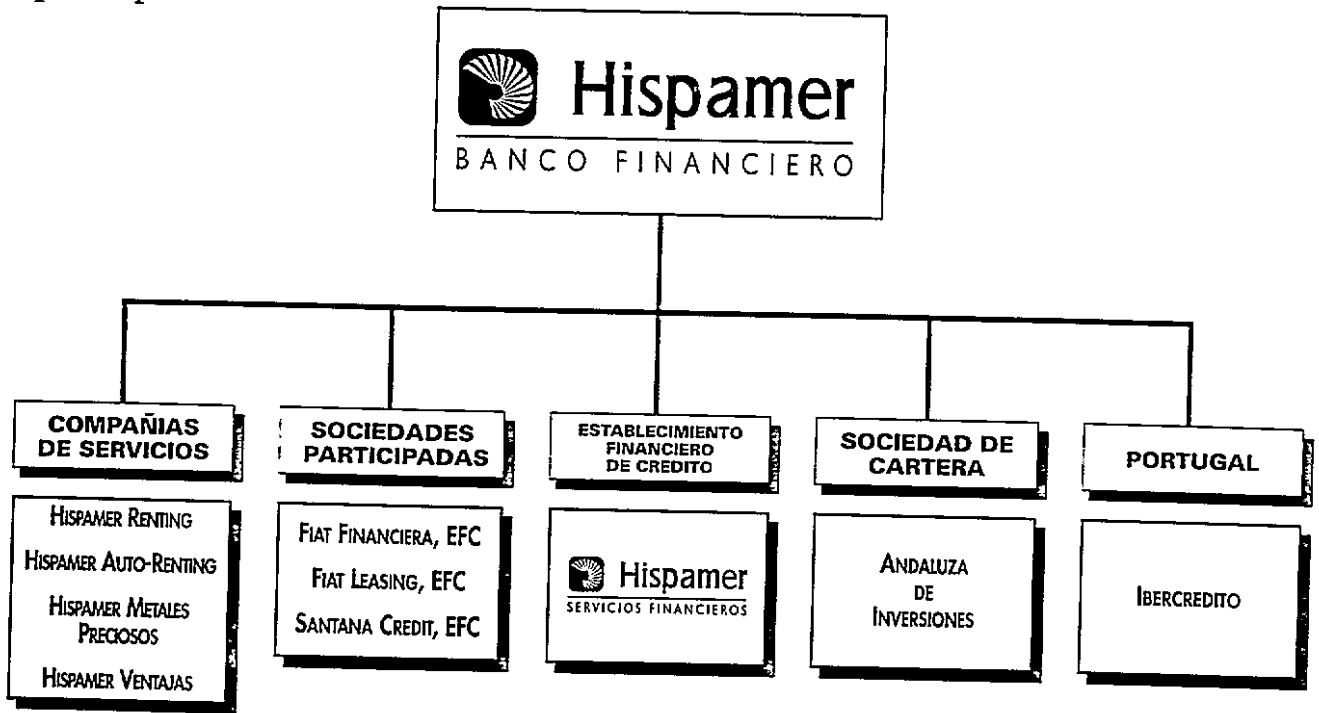 Hispamer
BANCO FINANCIERO
COMPAÑIAS
DE SERVICIOS
HISPAMER RENTING
HISPAMER AUTO-RENTING
HISPAMER METALES
PRECIOSOS
HISPAMER VENTAJAS
SOCIEDADES
PARTICIPADAS
FIAT FINANCIERA, EFC
FIAT LEASING, EFC
SANTANA CREDIT, EFC
ESTABLECIMIENTO
FINANCIERO
DE CREDITO
Hispamer
SERVICIOS FINANCIEROS
SOCIEDAD DE
CARTERA
ANDALUZA
DE
INVERSIONES
PORTUGAL
IBERCREDITO